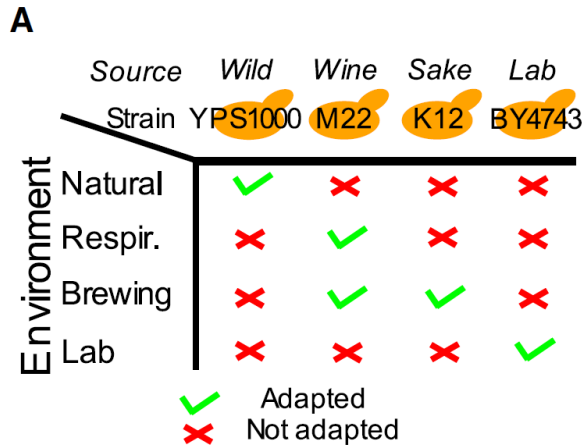 A
Source Wild Wine Sake Lab
Strain YPS1000 M22 K12 BY4743
Environment
Natural
Respir.
Brewing
Lab
Adapted
Not adapted